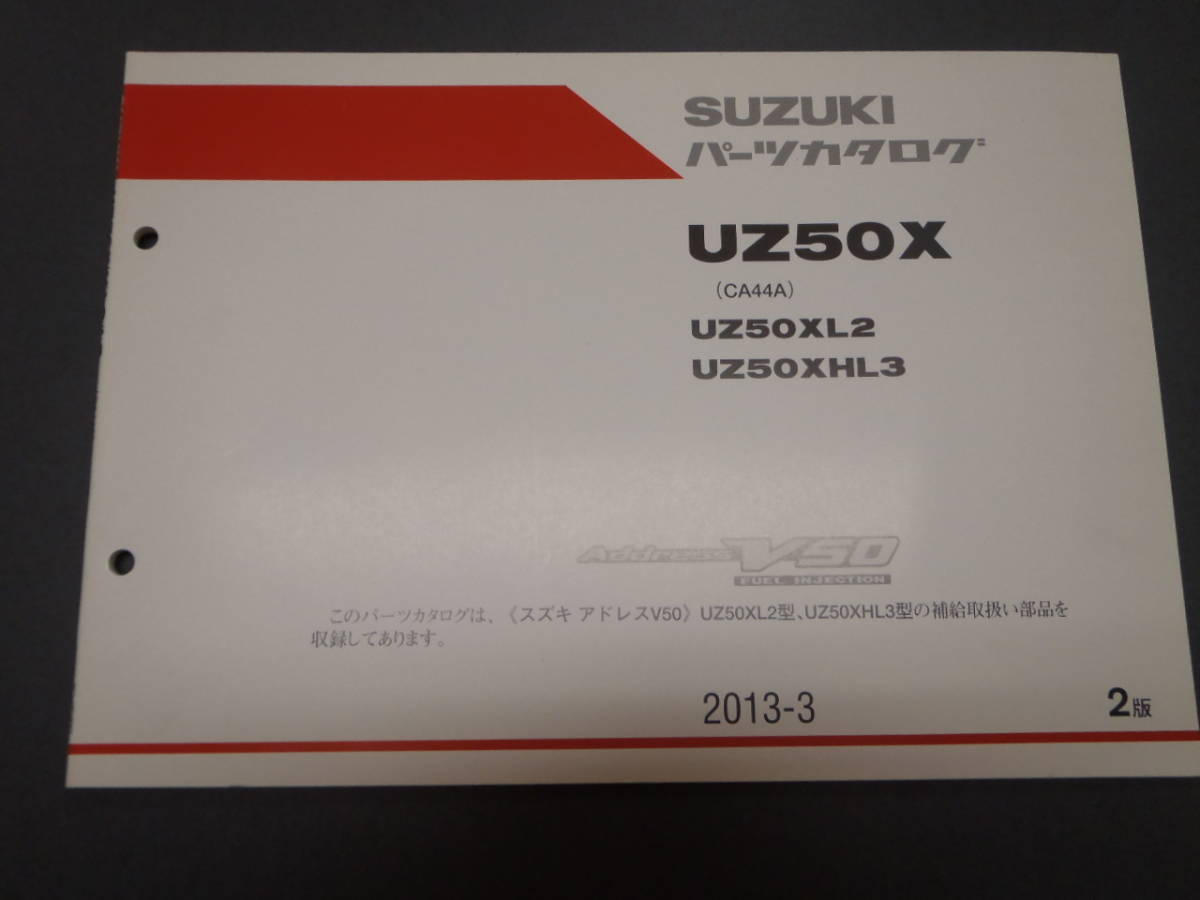 SUZUKI
パーツカタログ
UZ50X
(CA44A)
UZ50XL2
UZ50XHL3
Address V50
FUEL INJECTION
このパーツカタログは、《スズキ アドレスV50》UZ50XL2型、UZ50XHL3型の補給取扱い部品を
収録してあります。
2013-3
2版